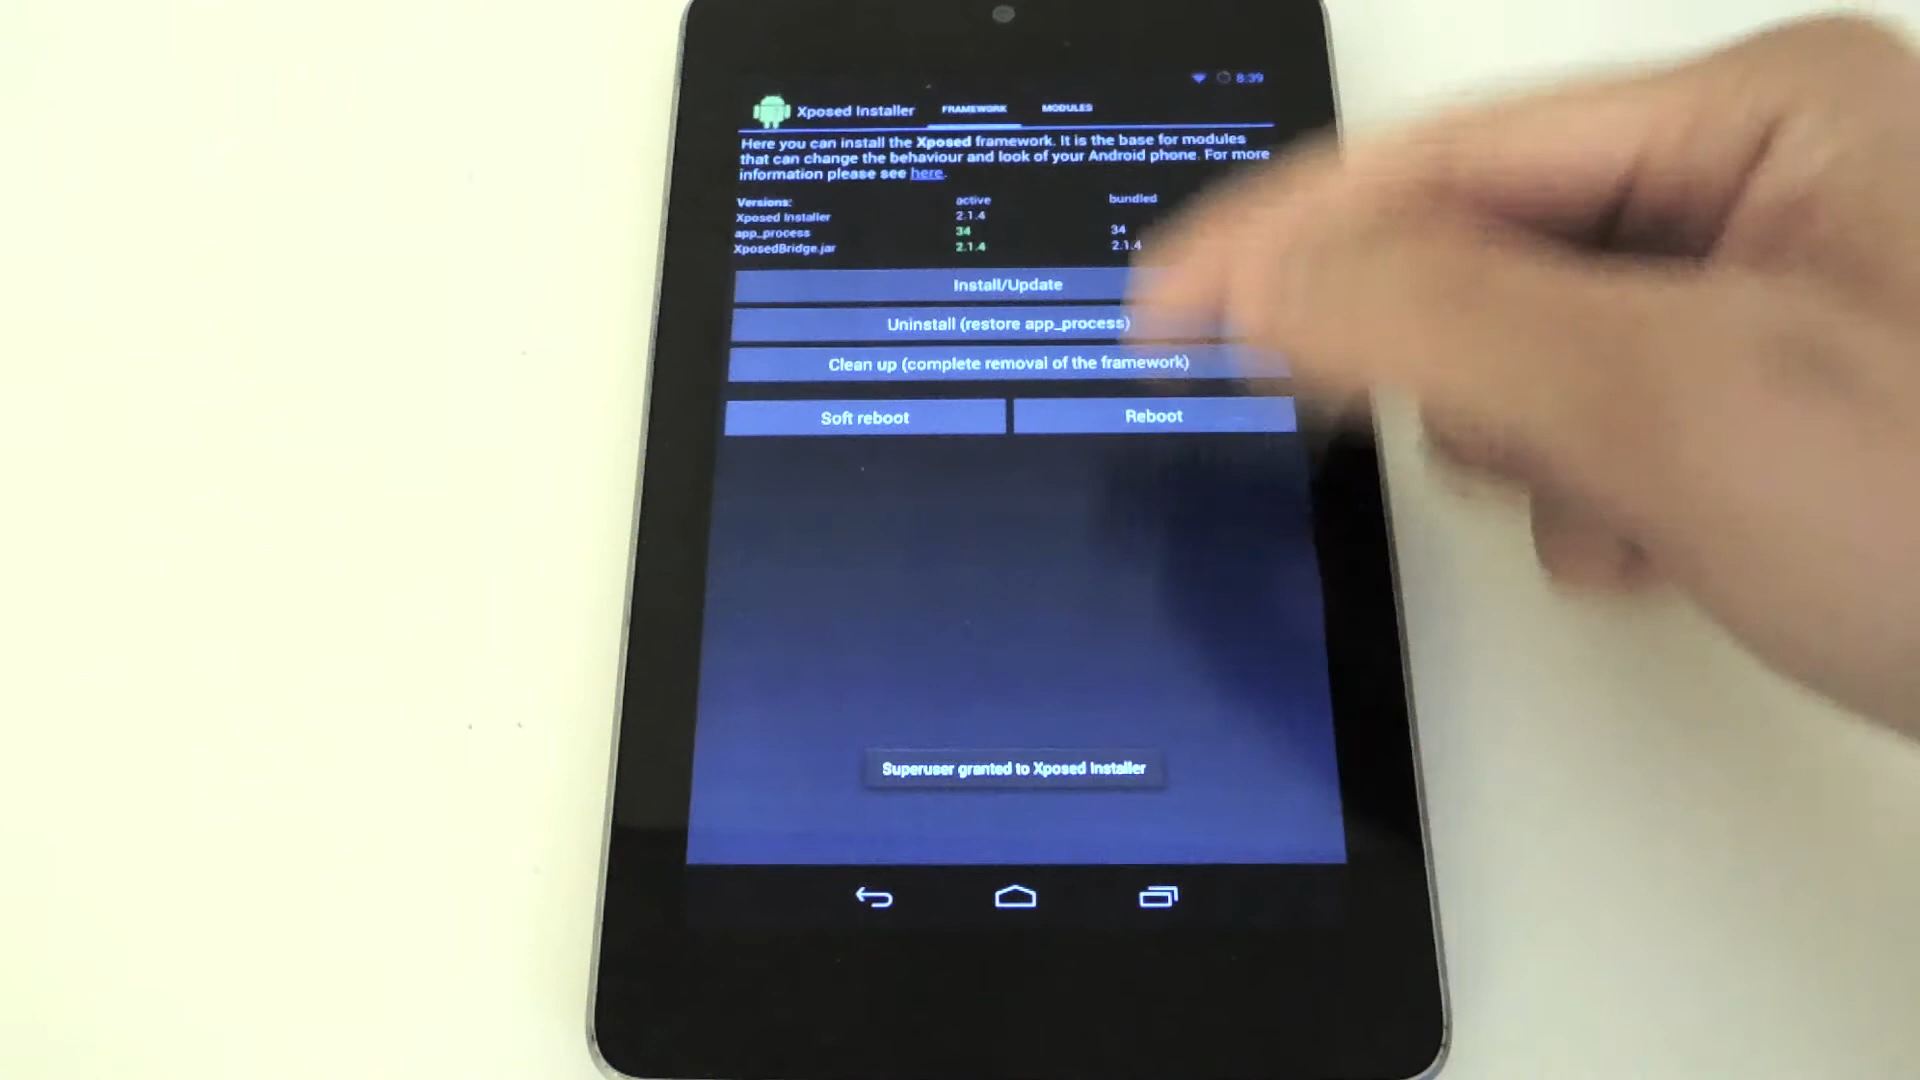 8:39
Xposed Installer FRAMEWORK MODULES
Here you can install the Xposed framework. It is the base for modules
that can change the behaviour and look of your Android phone. For more
information please see here.
Versions: active bundled
Xposed Installer 2.1.4
app_process 34 34
XposedBridge.jar 2.1.4 2.1.4
Install/Update
Uninstall (restore app_process)
Clean up (complete removal of the framework)
Soft reboot Reboot
Superuser granted to Xposed Installer